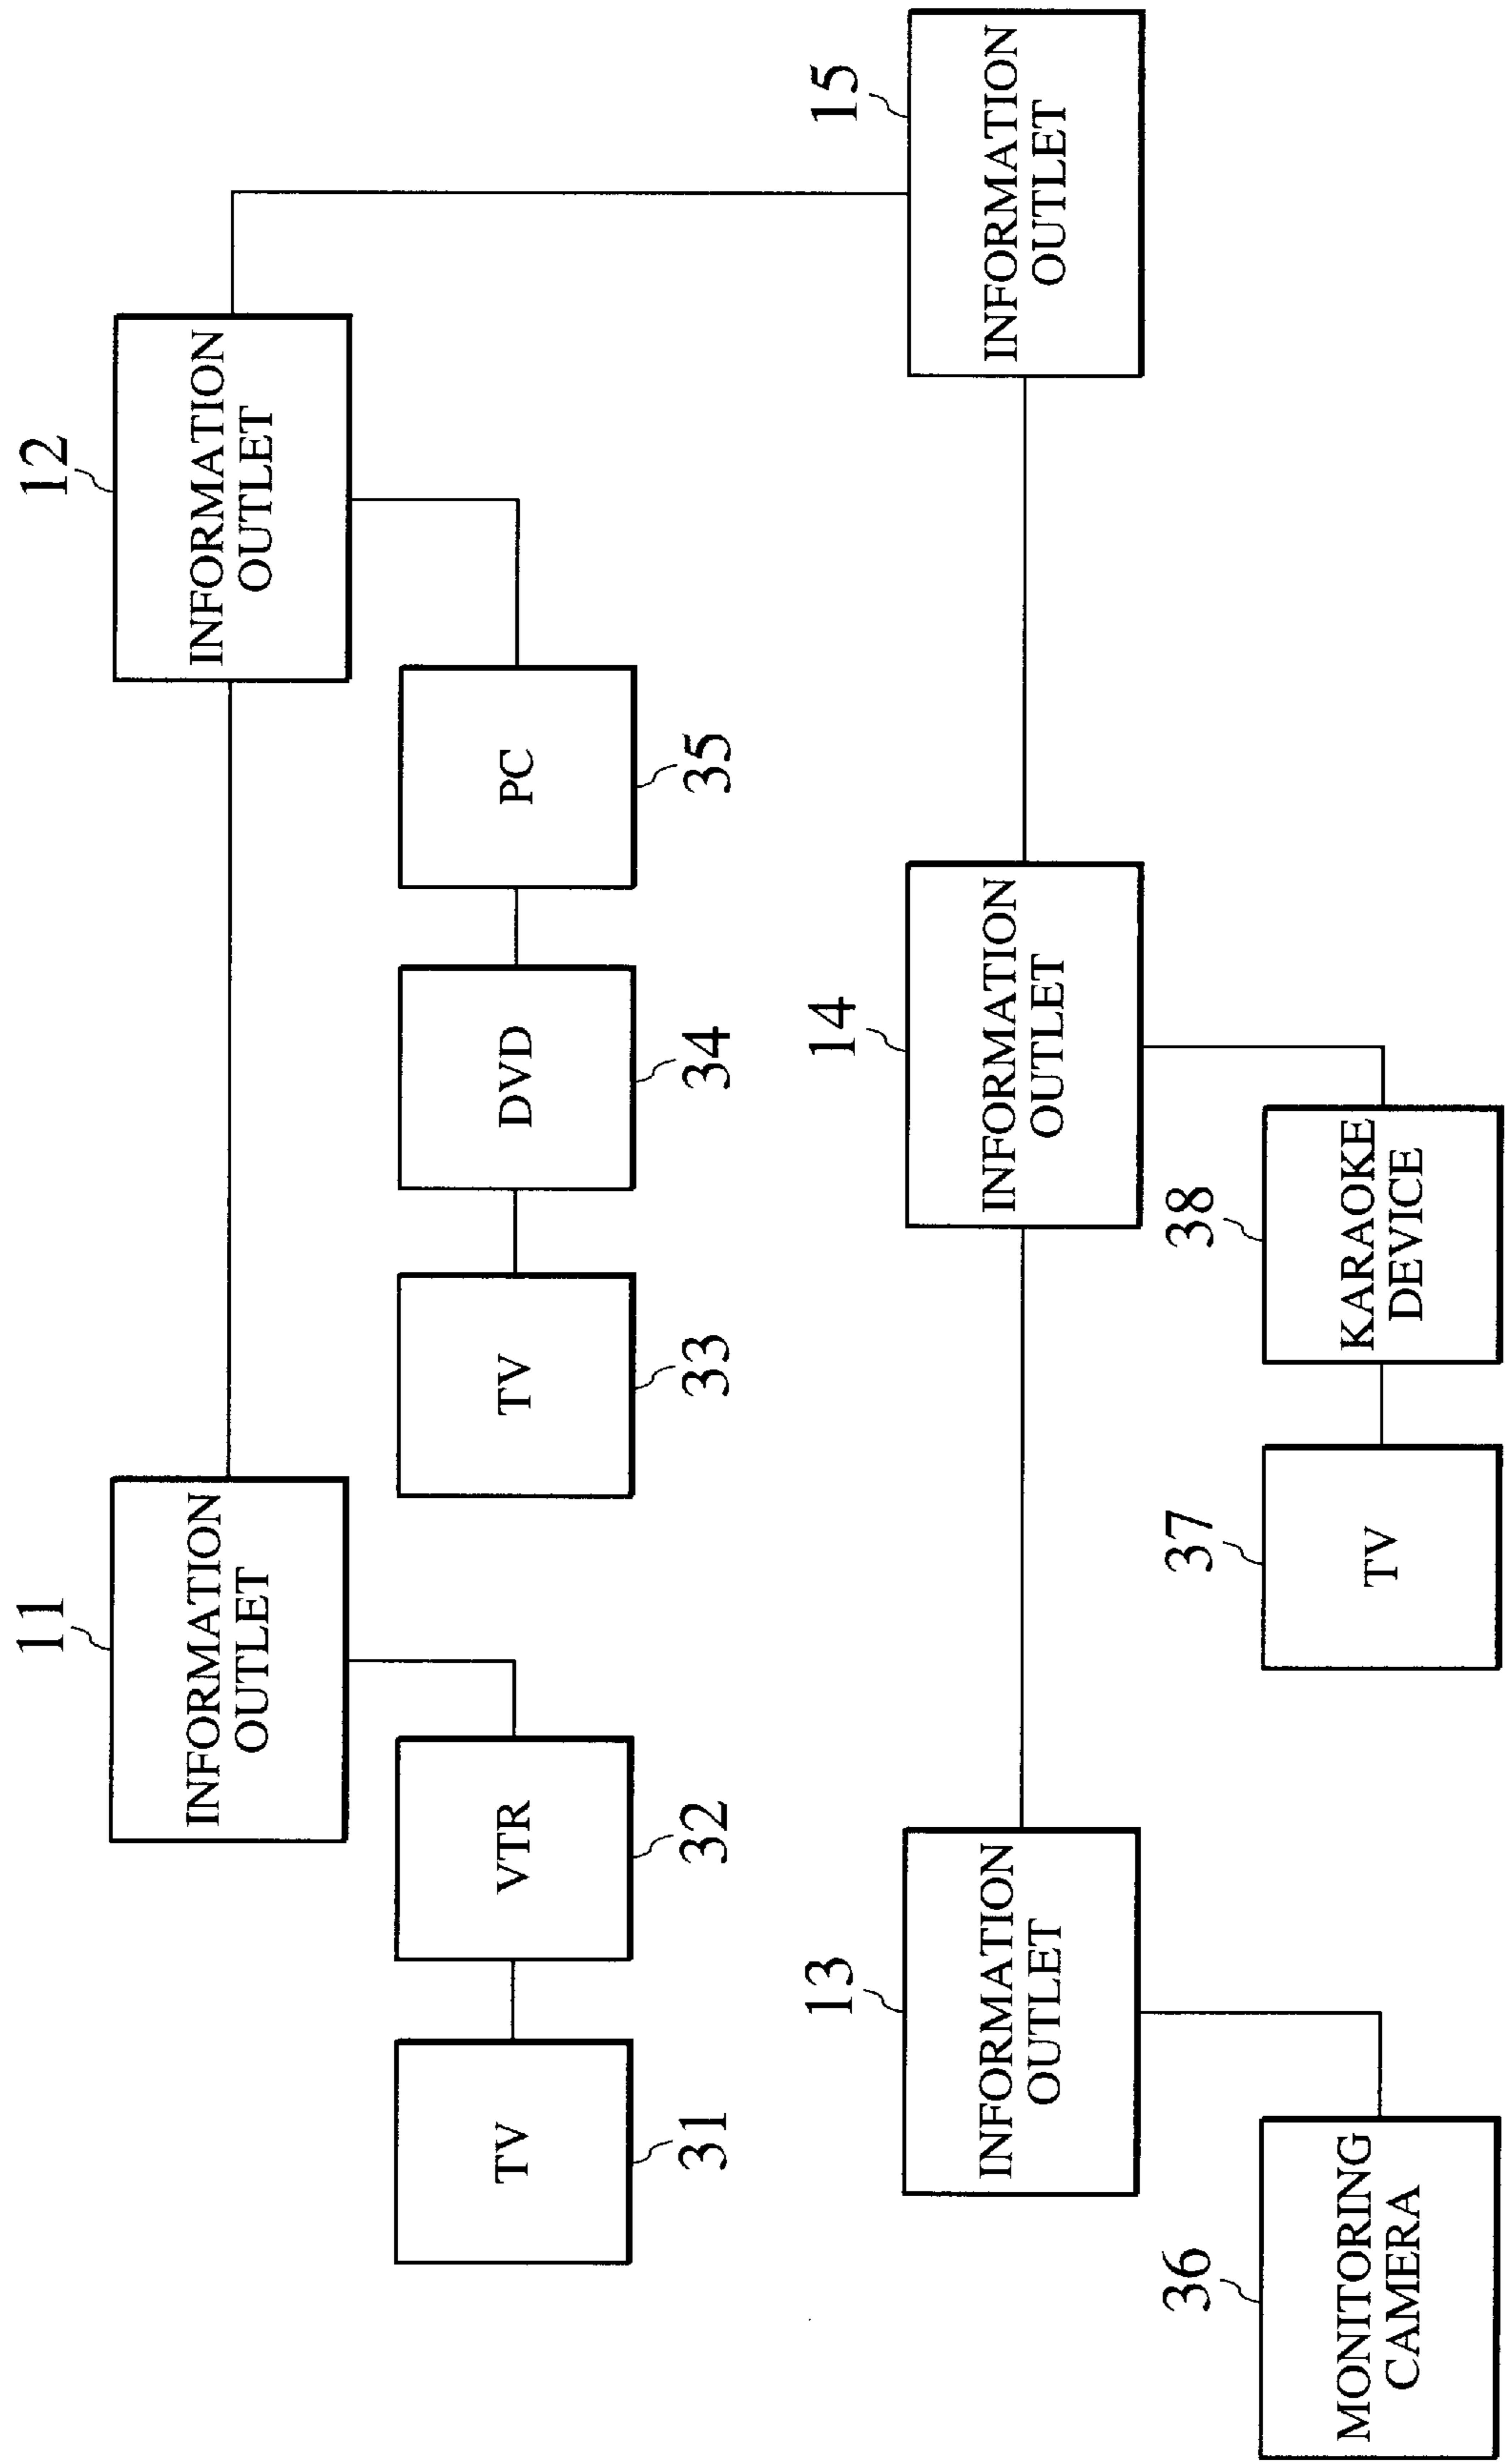 11
INFORMATION
OUTLET
12
INFORMATION
OUTLET
TV
31
VTR
32
TV
33
DVD
34
PC
35
13
INFORMATION
OUTLET
14
INFORMATION
OUTLET
15
INFORMATION
OUTLET
36
MONITORING
CAMERA
37
TV
38
KARAOKE
DEVICE